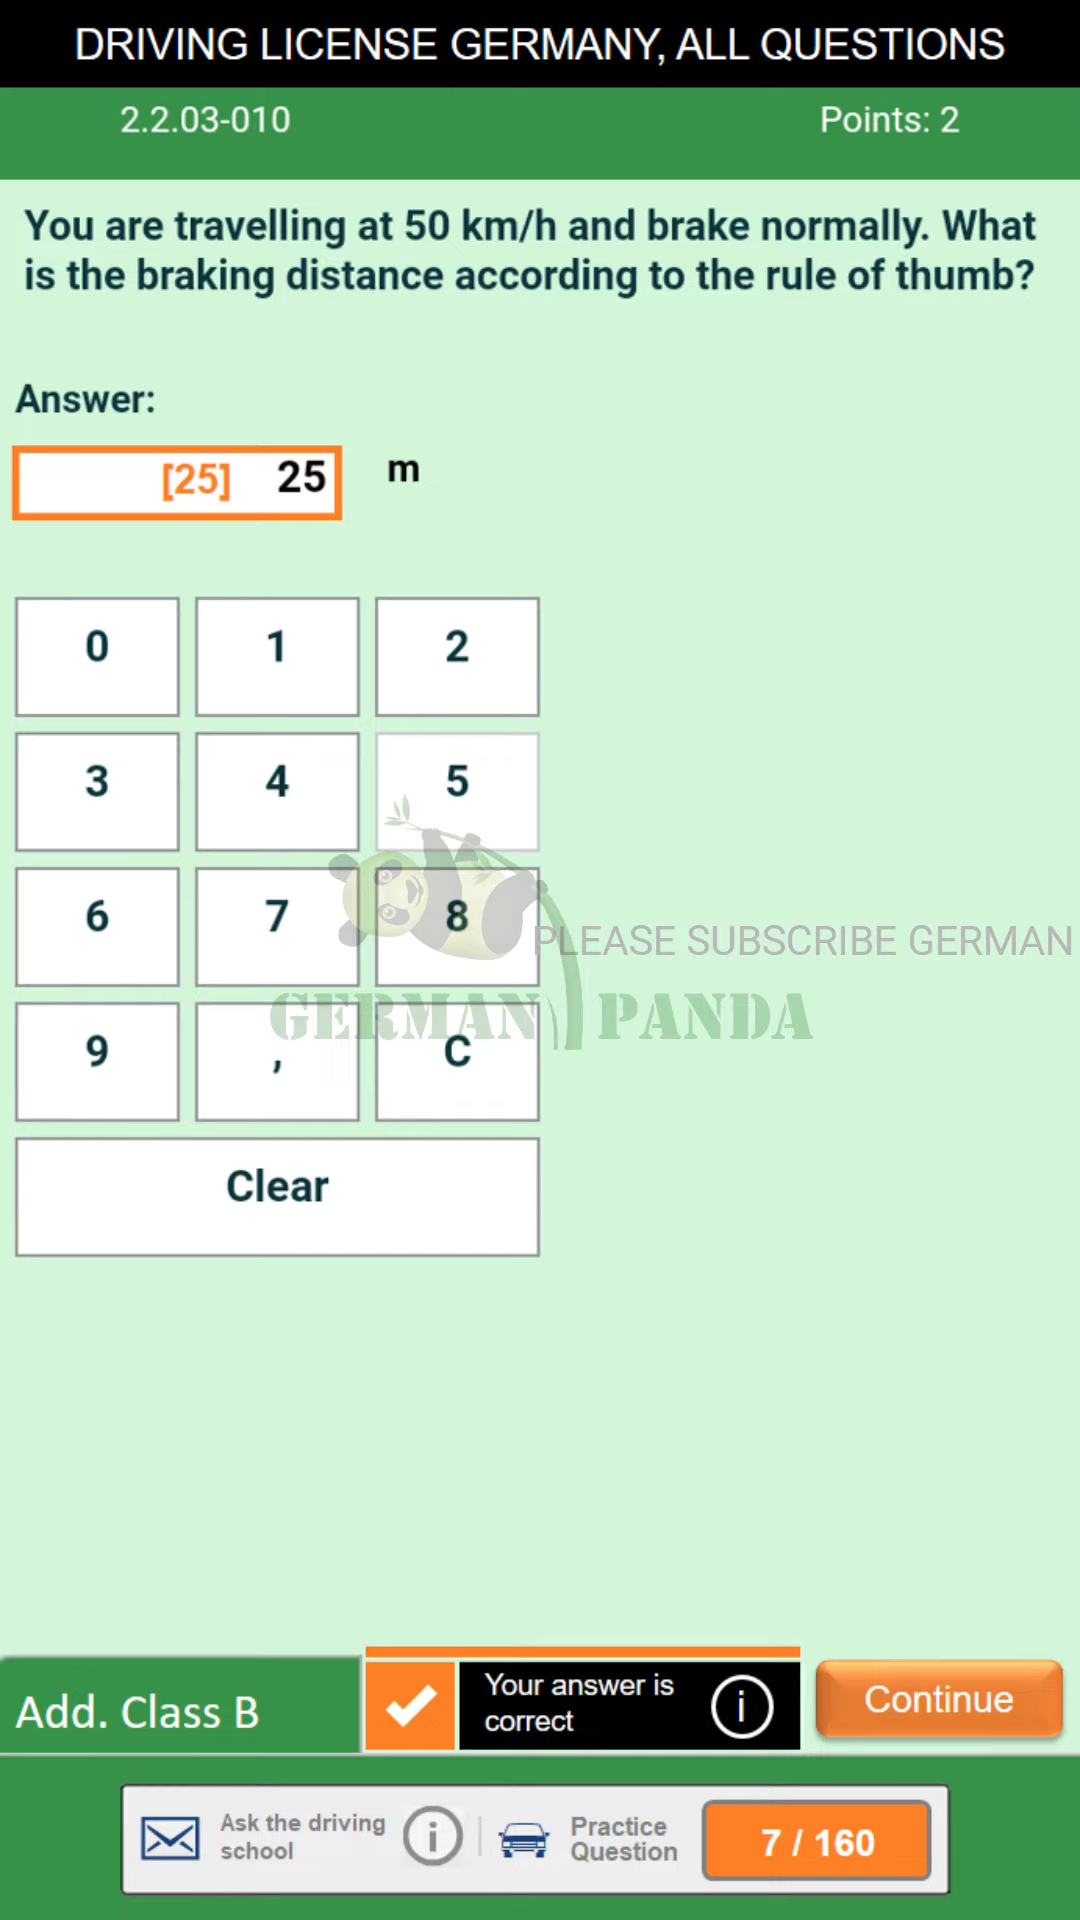 DRIVING LICENSE GERMANY, ALL QUESTIONS
2.2.03-010 Points: 2
You are travelling at 50 km/h and brake normally. What
is the braking distance according to the rule of thumb?
Answer:
[25] 25 m
0 1 2
3 4 5
6 7 8
PLEASE SUBSCRIBE GERMAN
GERMAN PANDA
9 , C
Clear
Add. Class B
Your answer is
correct
i
Continue
Ask the driving
school
i
Practice
Question
7 / 160